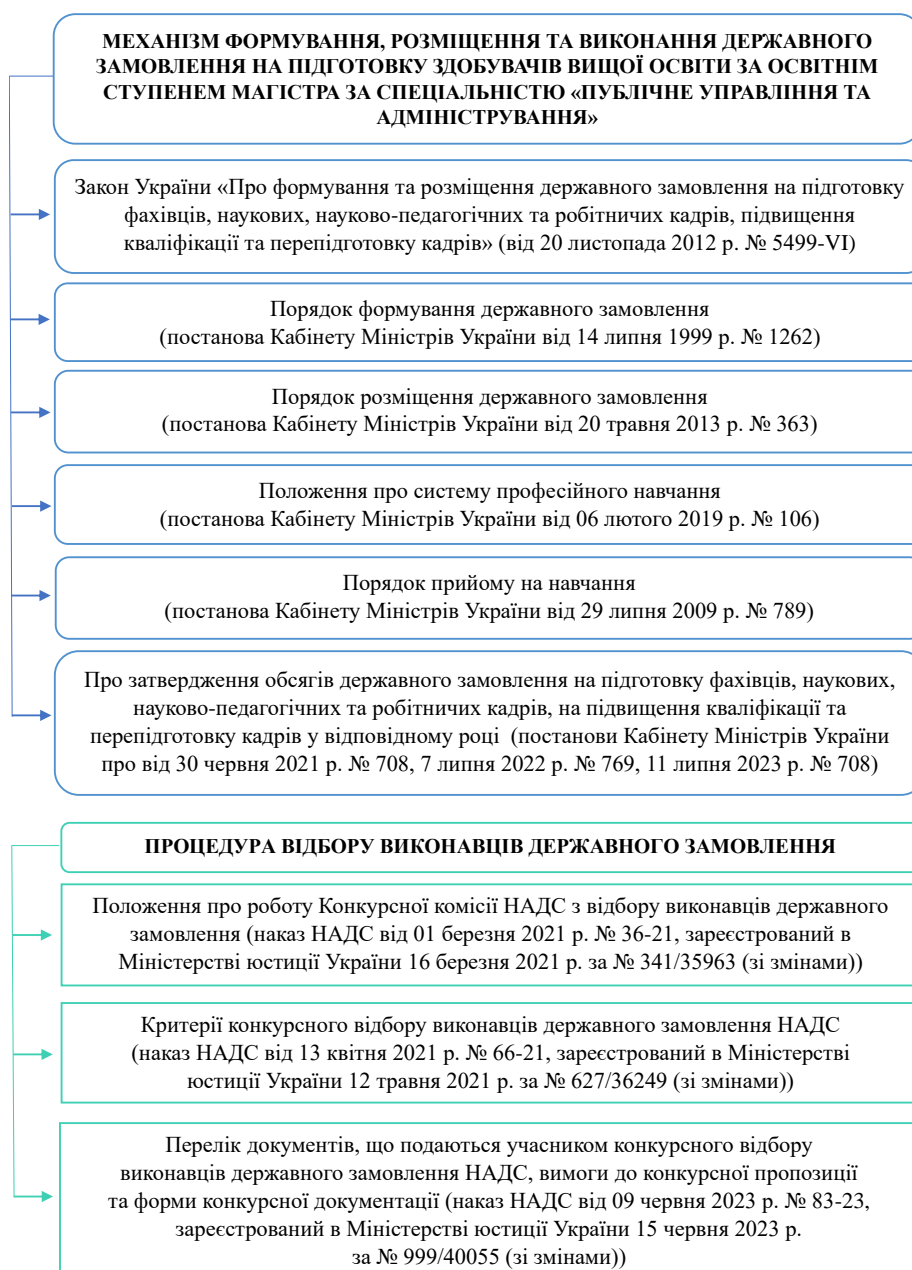 МЕХАНІЗМ ФОРМУВАННЯ, РОЗМІЩЕННЯ ТА ВИКОНАННЯ ДЕРЖАВНОГО
ЗАМОВЛЕННЯ НА ПІДГОТОВКУ ЗДОБУВАЧІВ ВИЩОЇ ОСВІТИ ЗА ОСВІТНІМ
СТУПЕНЕМ МАГІСТРА ЗА СПЕЦІАЛЬНІСТЮ «ПУБЛІЧНЕ УПРАВЛІННЯ ТА
АДМІНІСТРУВАННЯ»
Закон України «Про формування та розміщення державного замовлення на підготовку
фахівців, наукових, науково-педагогічних та робітничих кадрів, підвищення
кваліфікації та перепідготовку кадрів» (від 20 листопада 2012 р. № 5499-VI)
Порядок формування державного замовлення
(постанова Кабінету Міністрів України від 14 липня 1999 р. № 1262)
Порядок розміщення державного замовлення
(постанова Кабінету Міністрів України від 20 травня 2013 р. № 363)
Положення про систему професійного навчання
(постанова Кабінету Міністрів України від 06 лютого 2019 р. № 106)
Порядок прийому на навчання
(постанова Кабінету Міністрів України від 29 липня 2009 р. № 789)
Про затвердження обсягів державного замовлення на підготовку фахівців, наукових,
науково-педагогічних та робітничих кадрів, на підвищення кваліфікації та
перепідготовку кадрів у відповідному році (постанови Кабінету Міністрів України
про від 30 червня 2021 р. № 708, 7 липня 2022 р. № 769, 11 липня 2023 р. № 708)
ПРОЦЕДУРА ВІДБОРУ ВИКОНАВЦІВ ДЕРЖАВНОГО ЗАМОВЛЕННЯ
Положення про роботу Конкурсної комісії НАДС з відбору виконавців державного
замовлення (наказ НАДС від 01 березня 2021 р. № 36-21, зареєстрований в
Міністерстві юстиції України 16 березня 2021 р. за № 341/35963 (зі змінами))
Критерії конкурсного відбору виконавців державного замовлення НАДС
(наказ НАДС від 13 квітня 2021 р. № 66-21, зареєстрований в Міністерстві
юстиції України 12 травня 2021 р. за № 627/36249 (зі змінами))
Перелік документів, що подаються учасником конкурсного відбору
виконавців державного замовлення НАДС, вимоги до конкурсної пропозиції
та форми конкурсної документації (наказ НАДС від 09 червня 2023 р. № 83-23,
зареєстрований в Міністерстві юстиції України 15 червня 2023 р.
за № 999/40055 (зі змінами))